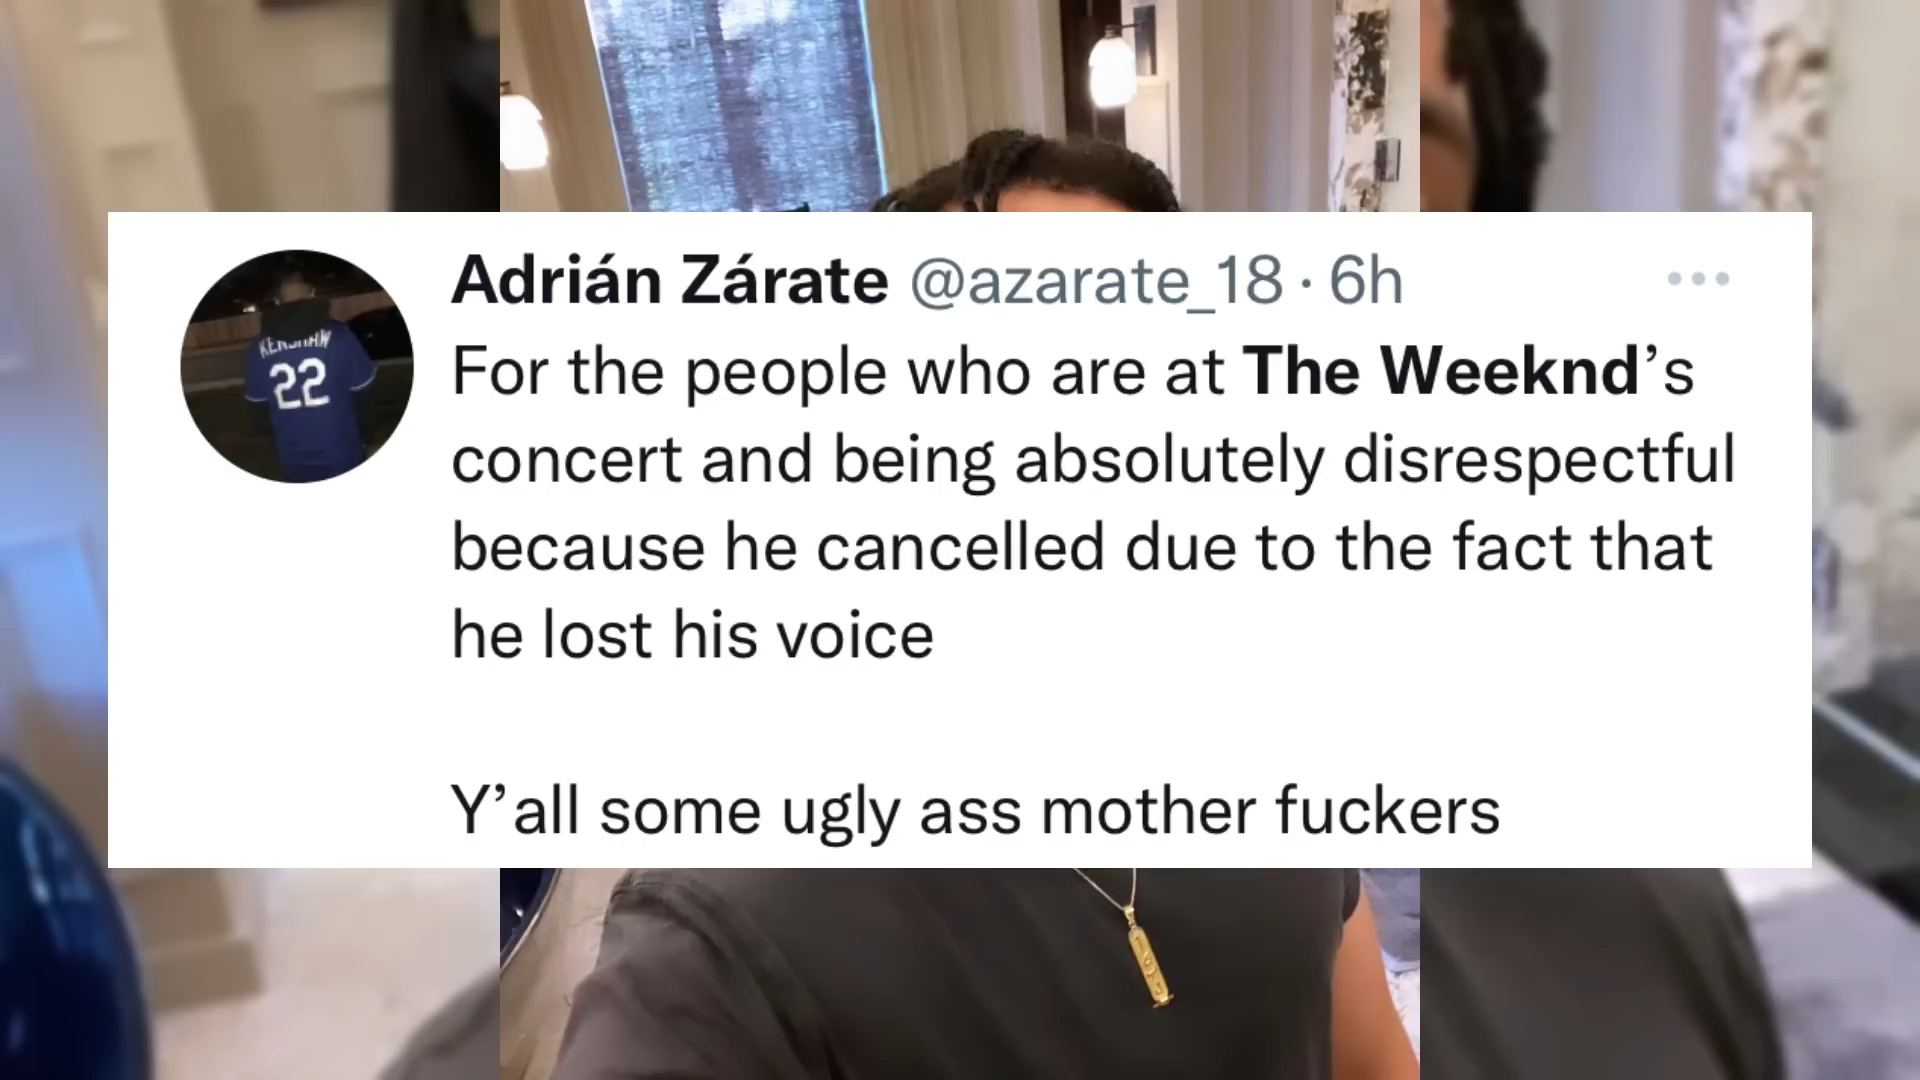 Adrián Zárate @azarate_18 · 6h
For the people who are at The Weeknd’s
concert and being absolutely disrespectful
because he cancelled due to the fact that
he lost his voice
Y’all some ugly ass mother fuckers
KERSHAW
22